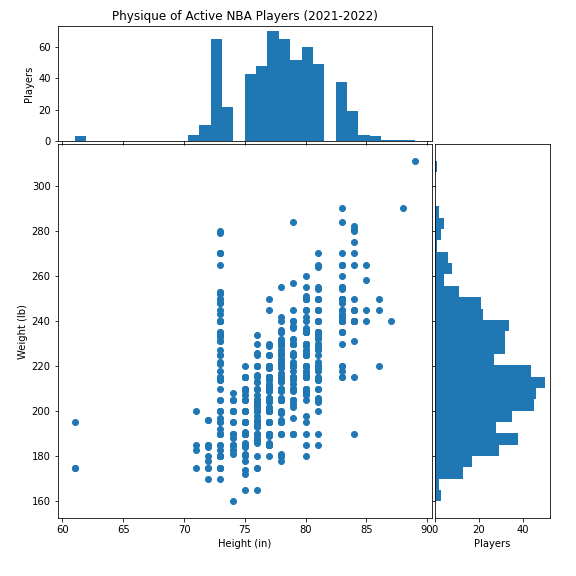 Physique of Active NBA Players (2021-2022)
60
40
20
0
Players
300
280
260
240
220
200
180
160
Weight (lb)
60 65 70 75 80 85 90
Height (in)
0 20 40
Players